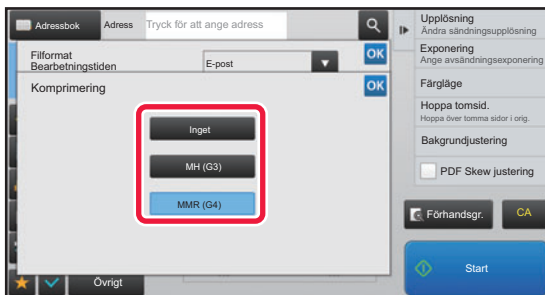 Adressbok
Adress
Tryck för att ange address
Filformat
Bearbetningstiden
E-post
OK
Komprimering
OK
Inget
MH (G3)
MMR (G4)
Övrigt
Upplösning
Ändra sändningsupplösning
Exponering
Ange avsändningsexponering
Färgläge
Hoppa tomsid.
Hoppa över tomma sidor i orig.
Bakgrundjustering
PDF Skew justering
Förhandsgr.
CA
Start